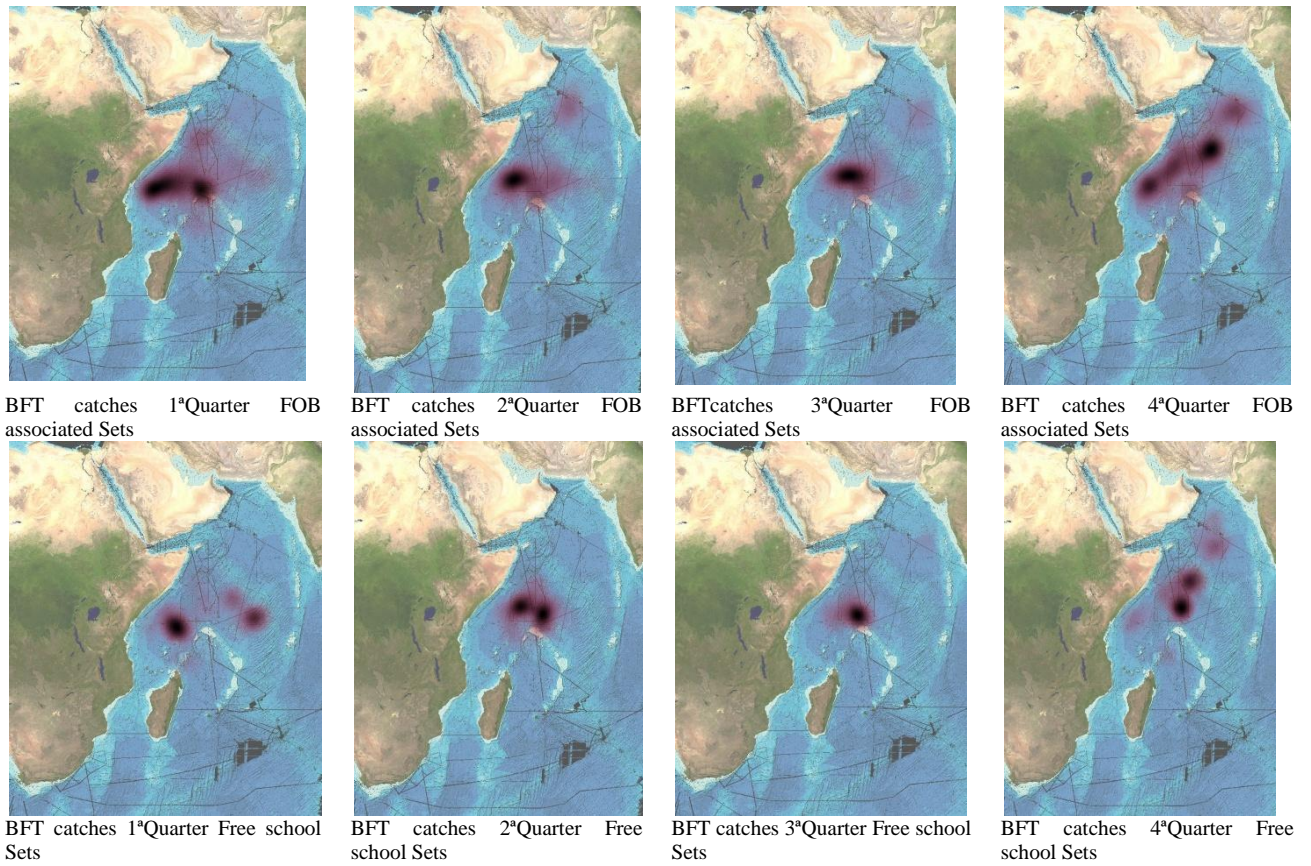 BFT catches 1ªQuarter FOB
associated Sets
BFT catches 2ªQuarter FOB
associated Sets
BFTcatches 3ªQuarter FOB
associated Sets
BFT catches 4ªQuarter FOB
associated Sets
BFT catches 1ªQuarter Free school
Sets
BFT catches 2ªQuarter Free
school Sets
BFT catches 3ªQuarter Free school
Sets
BFT catches 4ªQuarter Free
school Sets